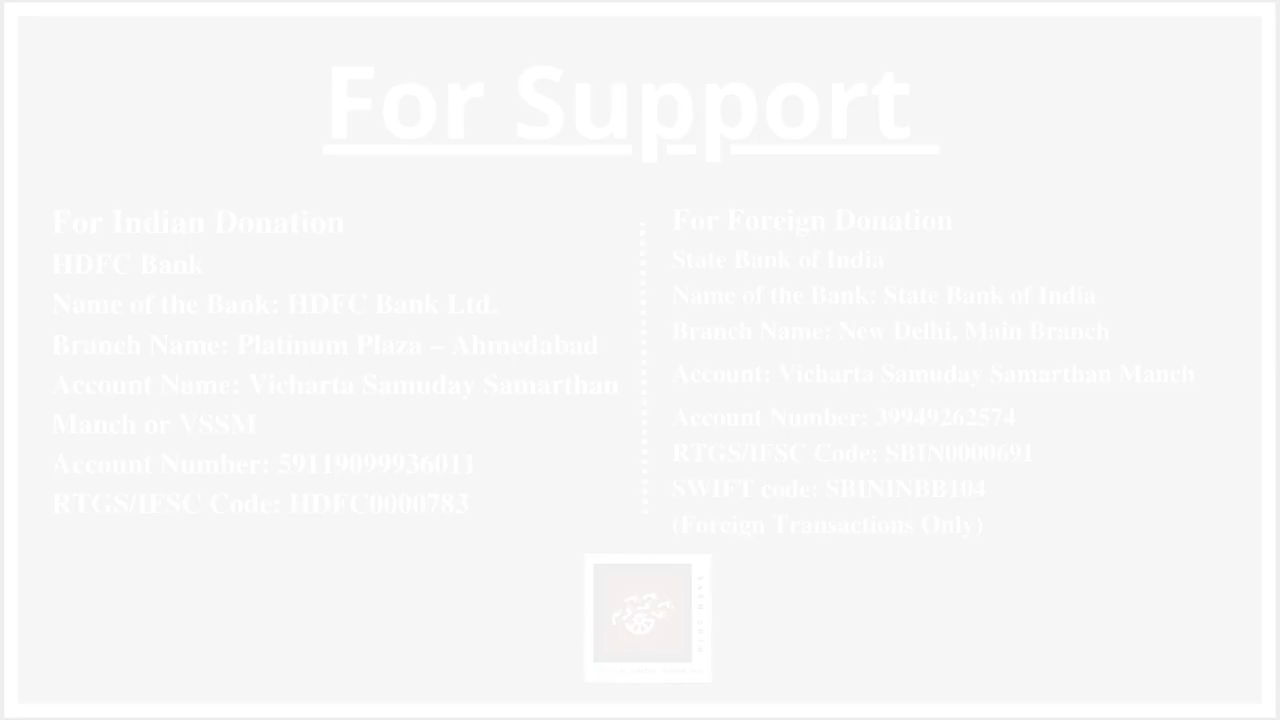 For Support
For Indian Donation
HDFC Bank
Name of the Bank: HDFC Bank Ltd.
Branch Name: Platinum Plaza – Ahmedabad
Account Name: Vicharta Samuday Samarthan
Manch or VSSM
Account Number: 59119099936011
RTGS/IFSC Code: HDFC0000783
For Foreign Donation
State Bank of India
Name of the Bank: State Bank of India
Branch Name: New Delhi, Main Branch
Account: Vicharta Samuday Samarthan Manch
Account Number: 39949262574
RTGS/IFSC Code: SBIN0000691
SWIFT code: SBININBB104
(Foreign Transactions Only)